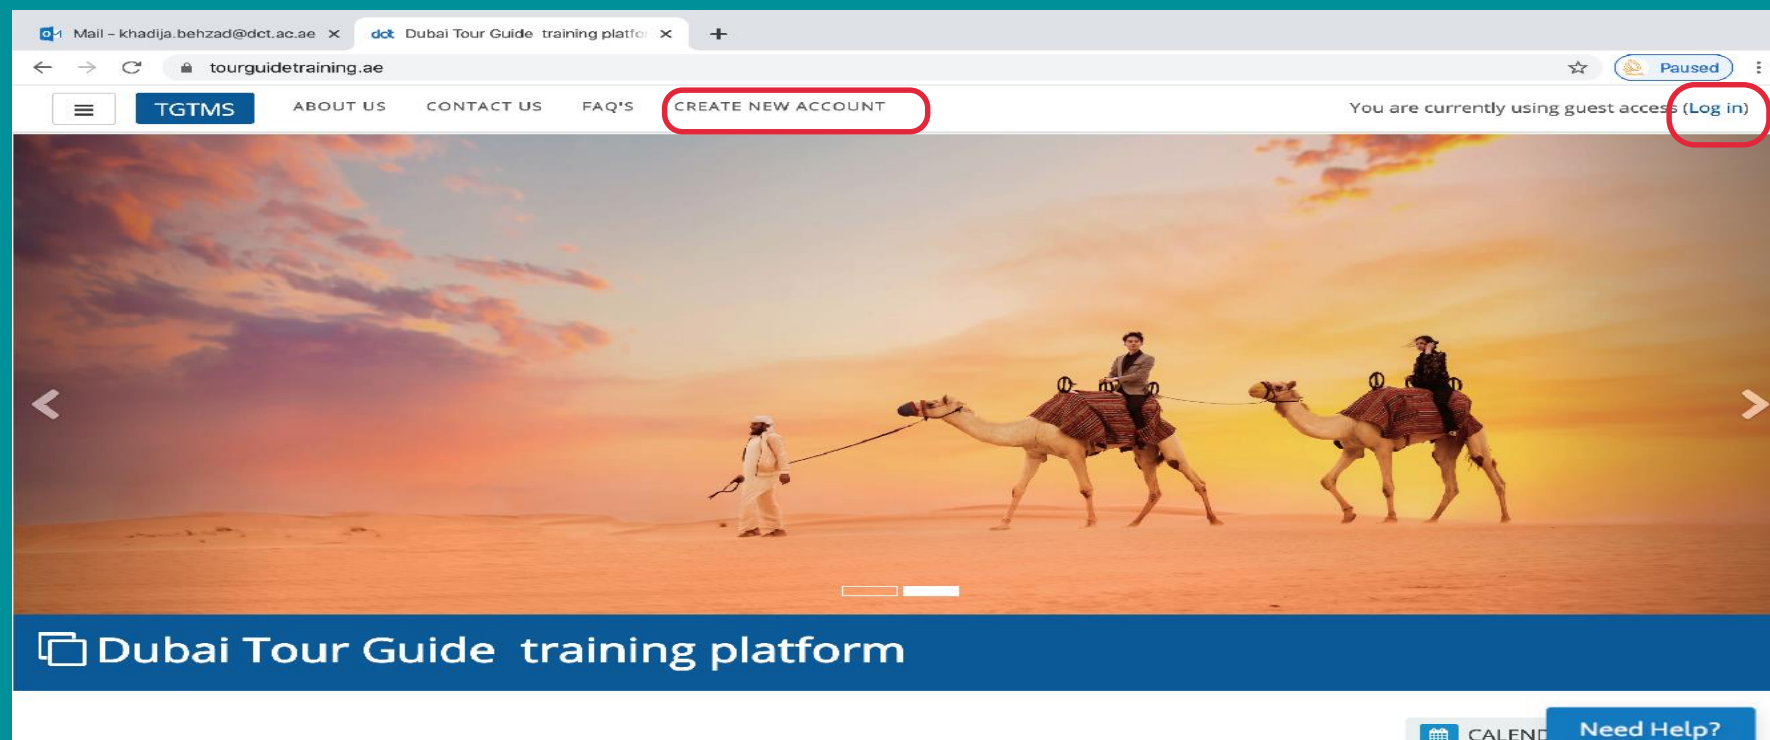 Mail – khadija.behzad@dct.ac.ae
dct Dubai Tour Guide training platfo
tourguidetraining.ae
Paused
TGTMS
ABOUT US
CONTACT US
FAQ'S
CREATE NEW ACCOUNT
You are currently using guest access (Log in)
Dubai Tour Guide training platform
CALEND
Need Help?